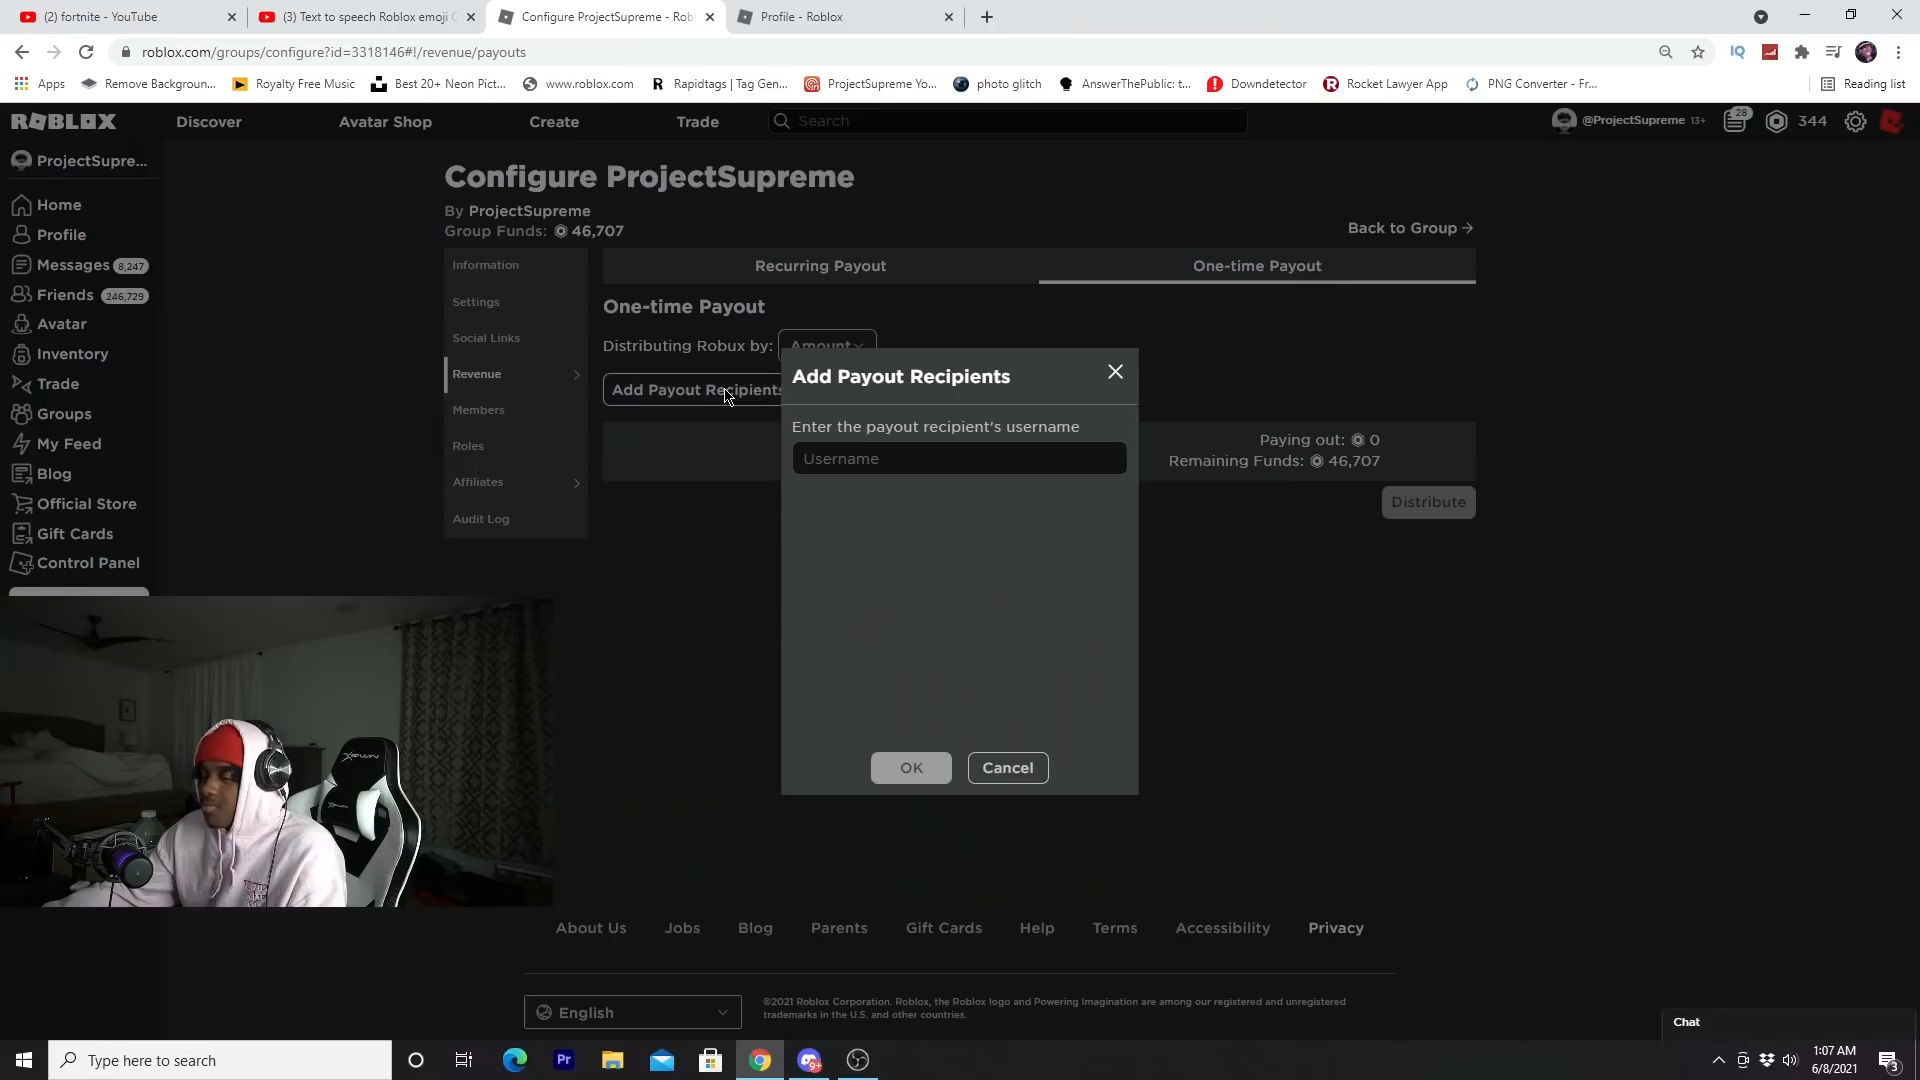 (2) fortnite - YouTube
(3) Text to speech Roblox emoji G
Configure ProjectSupreme - Rob
Profile - Roblox
roblox.com/groups/configure?id=3318146#!/revenue/payouts
IQ
Apps
Remove Backgroun...
Royalty Free Music
Best 20+ Neon Pict...
www.roblox.com
R Rapidtags | Tag Gen...
ProjectSupreme Yo...
photo glitch
AnswerThePublic: t...
Downdetector
Rocket Lawyer App
PNG Converter - Fr...
Reading list
ROBLOX
Discover
Avatar Shop
Create
Trade
Search
@ProjectSupreme 13+
28
344
ProjectSupre...
Home
Profile
Messages 8,247
Friends 246,729
Avatar
Inventory
Trade
Groups
My Feed
Blog
Official Store
Gift Cards
Control Panel
Configure ProjectSupreme
By ProjectSupreme
Group Funds: 46,707
Back to Group
Information
Settings
Social Links
Revenue
Members
Roles
Affiliates
Audit Log
Recurring Payout
One-time Payout
One-time Payout
Distributing Robux by: Amount
Add Payout Recipients
Paying out: 0
Remaining Funds: 46,707
Distribute
Add Payout Recipients
Enter the payout recipient's username
Username
OK
Cancel
About Us
Jobs
Blog
Parents
Gift Cards
Help
Terms
Accessibility
Privacy
English
©2021 Roblox Corporation. Roblox, the Roblox logo and Powering Imagination are among our registered and unregistered
trademarks in the U.S. and other countries.
Chat
Type here to search
Pr
9+
1:07 AM
6/8/2021
3